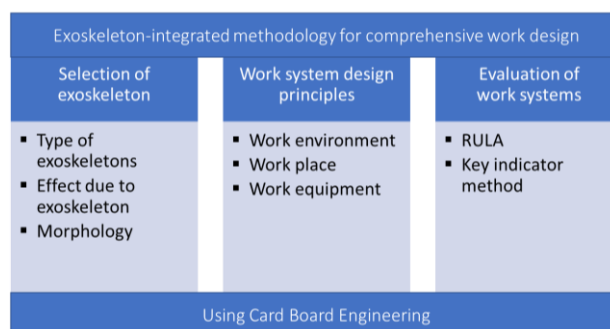 Exoskeleton-integrated methodology for comprehensive work design
Selection of
exoskeleton
▪ Type of
exoskeletons
▪ Effect due to
exoskeleton
▪ Morphology
Work system design
principles
▪ Work environment
▪ Work place
▪ Work equipment
Evaluation of
work systems
▪ RULA
▪ Key indicator
method
Using Card Board Engineering